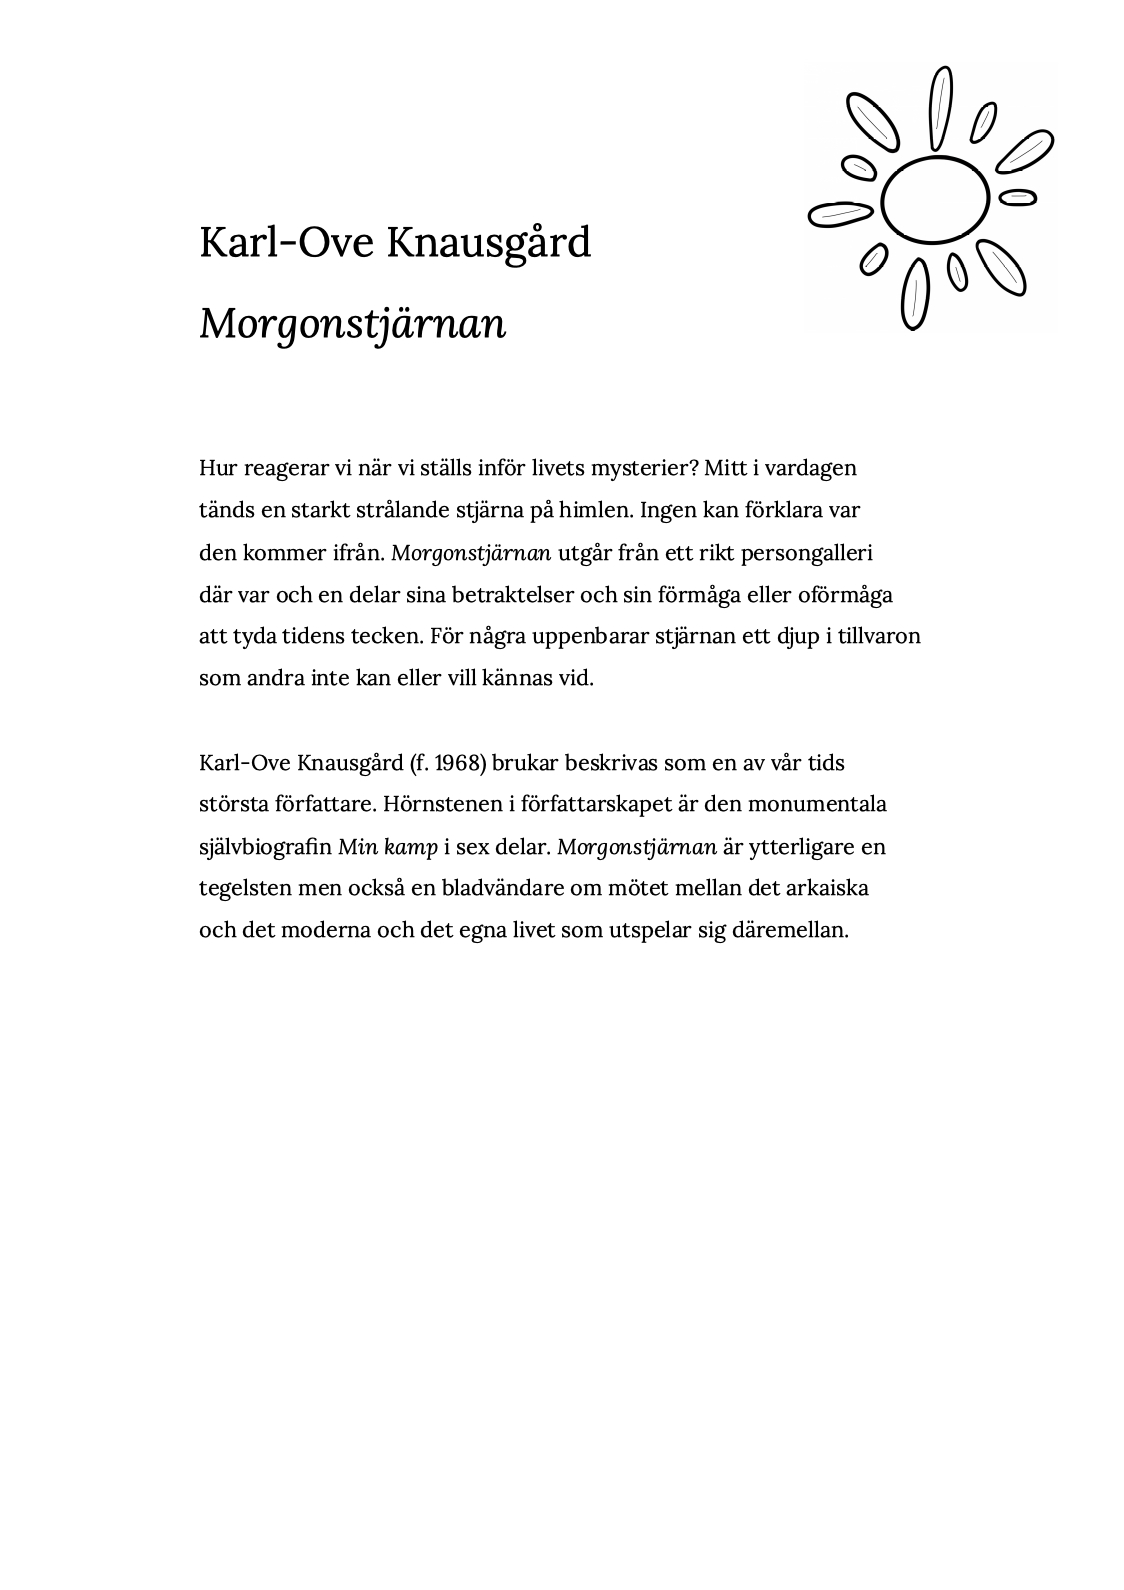 Karl-Ove Knausgård
Morgonstjärnan
Hur reagerar vi när vi ställs inför livets mysterier? Mitt i vardagen
tänds en starkt strålande stjärna på himlen. Ingen kan förklara var
den kommer ifrån. Morgonstjärnan utgår från ett rikt persongalleri
där var och en delar sina betraktelser och sin förmåga eller oförmåga
att tyda tidens tecken. För några uppenbarar stjärnan ett djup i tillvaron
som andra inte kan eller vill kännas vid.
Karl-Ove Knausgård (f. 1968) brukar beskrivas som en av vår tids
största författare. Hörnstenen i författarskapet är den monumentala
självbiografin Min kamp i sex delar. Morgonstjärnan är ytterligare en
tegelsten men också en bladvändare om mötet mellan det arkaiska
och det moderna och det egna livet som utspelar sig däremellan.